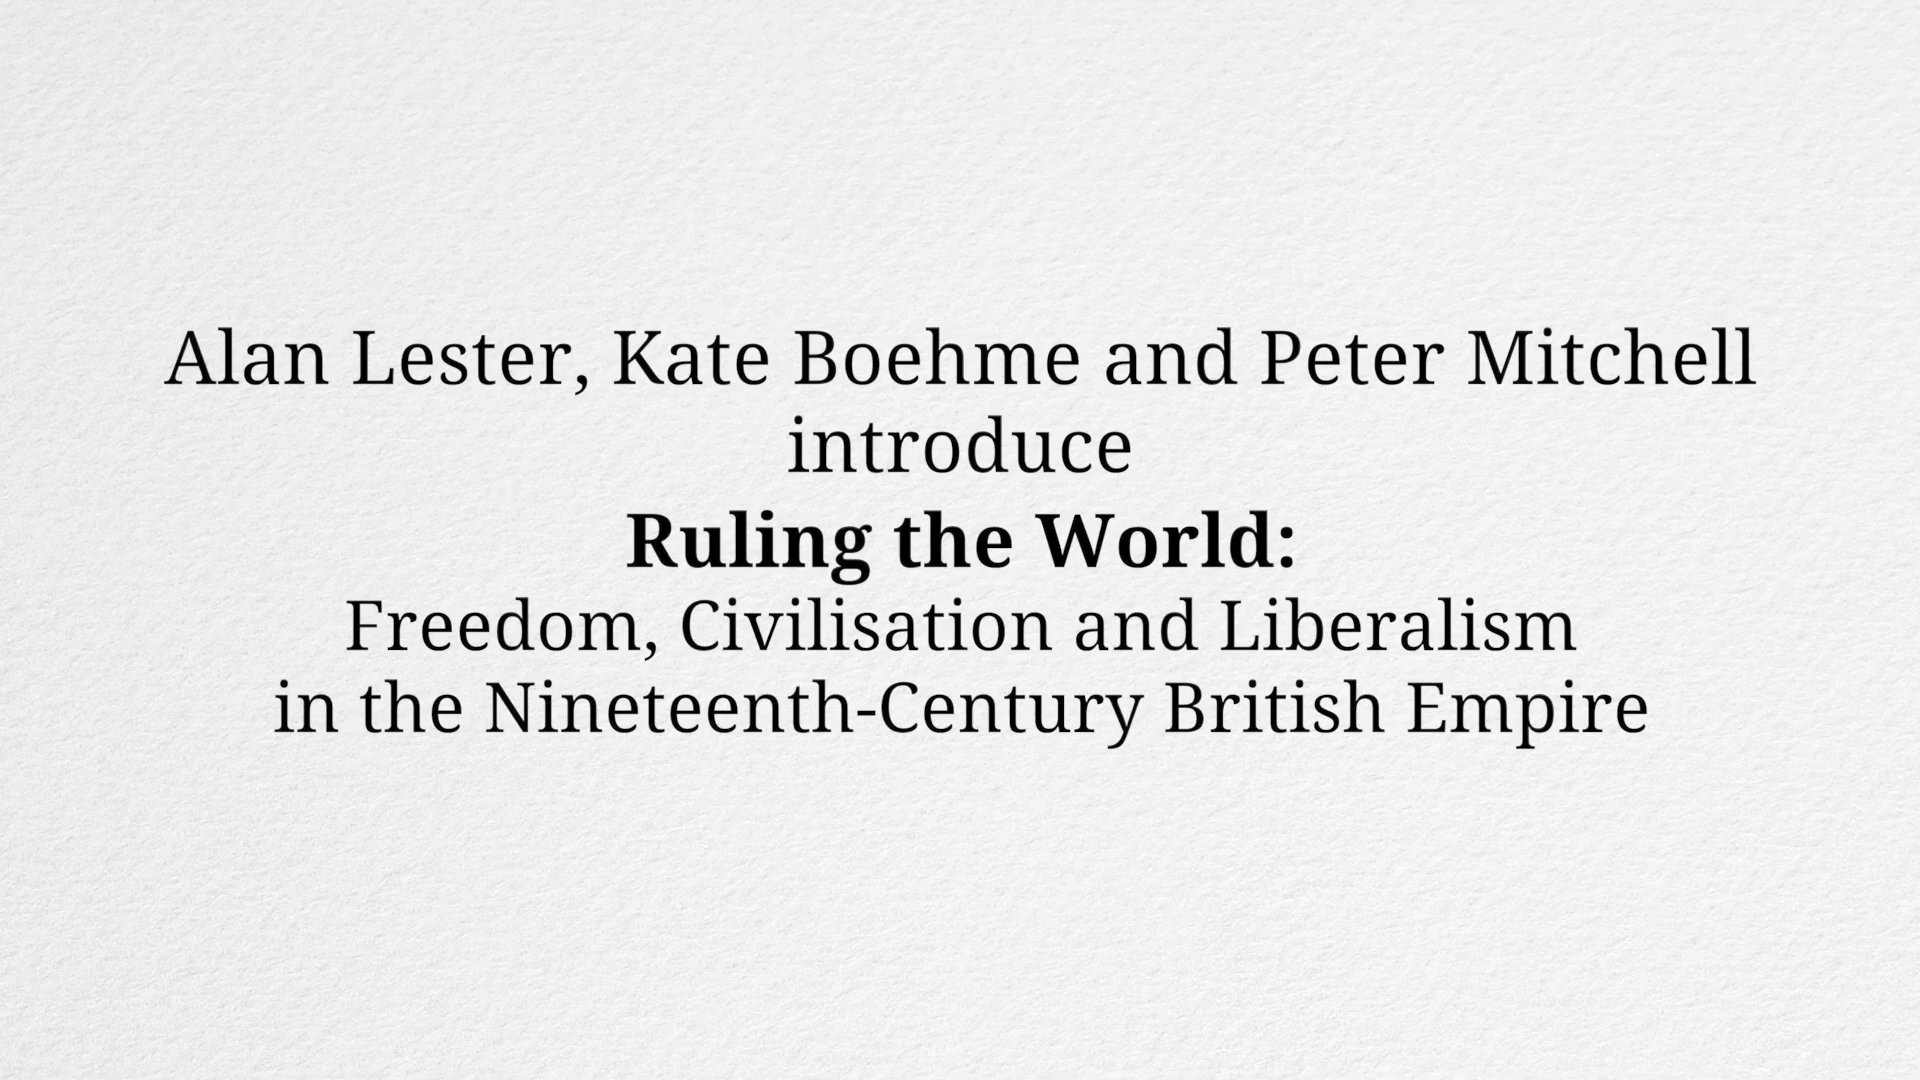 Alan Lester, Kate Boehme and Peter Mitchell
introduce
Ruling the World:
Freedom, Civilisation and Liberalism
in the Nineteenth-Century British Empire